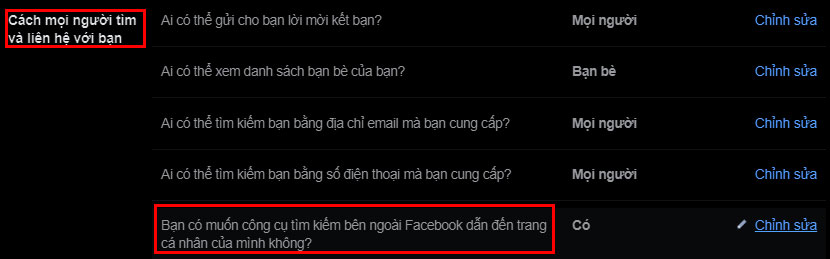 Cách mọi người tìm
và liên hệ với bạn
Ai có thể gửi cho bạn lời mời kết bạn?
Mọi người
Chỉnh sửa
Ai có thể xem danh sách bạn bè của bạn?
Bạn bè
Chỉnh sửa
Ai có thể tìm kiếm bạn bằng địa chỉ email mà bạn cung cấp?
Mọi người
Chỉnh sửa
Ai có thể tìm kiếm bạn bằng số điện thoại mà bạn cung cấp?
Mọi người
Chỉnh sửa
Bạn có muốn công cụ tìm kiếm bên ngoài Facebook dẫn đến trang
cá nhân của mình không?
Có
Chỉnh sửa